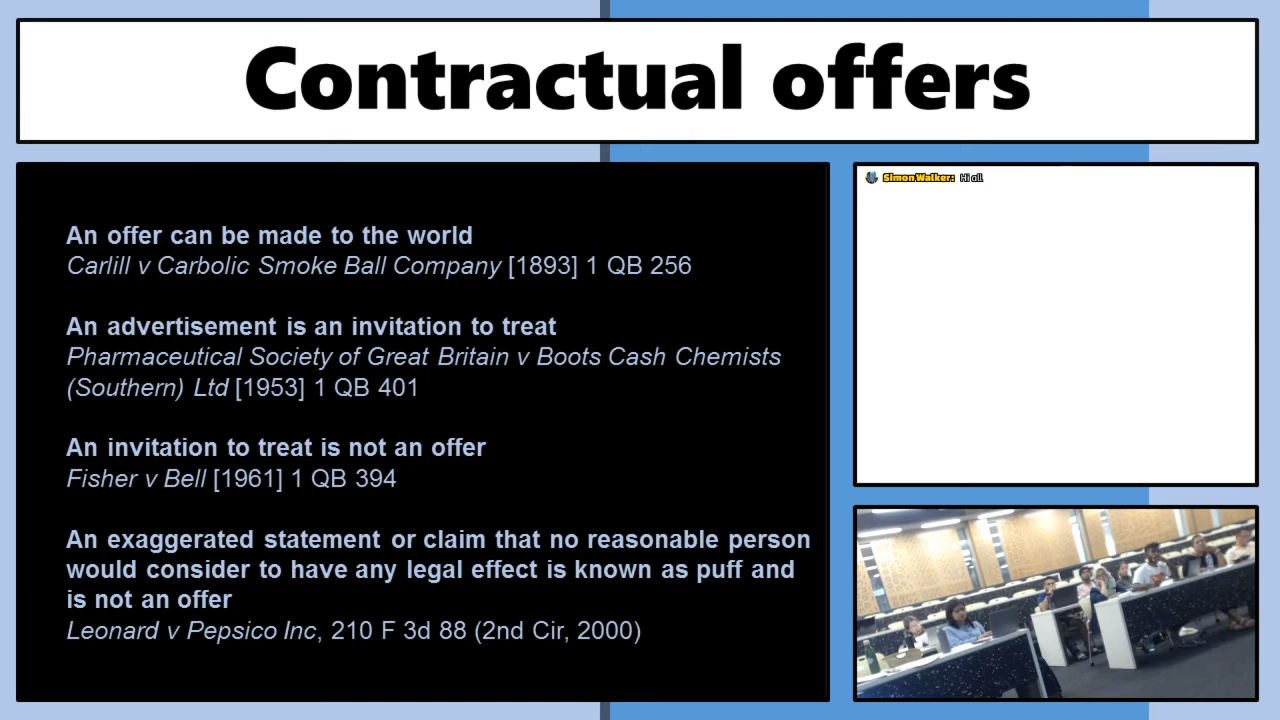 Contractual offers
An offer can be made to the world
Carlill v Carbolic Smoke Ball Company [1893] 1 QB 256
An advertisement is an invitation to treat
Pharmaceutical Society of Great Britain v Boots Cash Chemists
(Southern) Ltd [1953] 1 QB 401
An invitation to treat is not an offer
Fisher v Bell [1961] 1 QB 394
An exaggerated statement or claim that no reasonable person
would consider to have any legal effect is known as puff and
is not an offer
Leonard v Pepsico Inc, 210 F 3d 88 (2nd Cir, 2000)
Simon Walker: Hi all